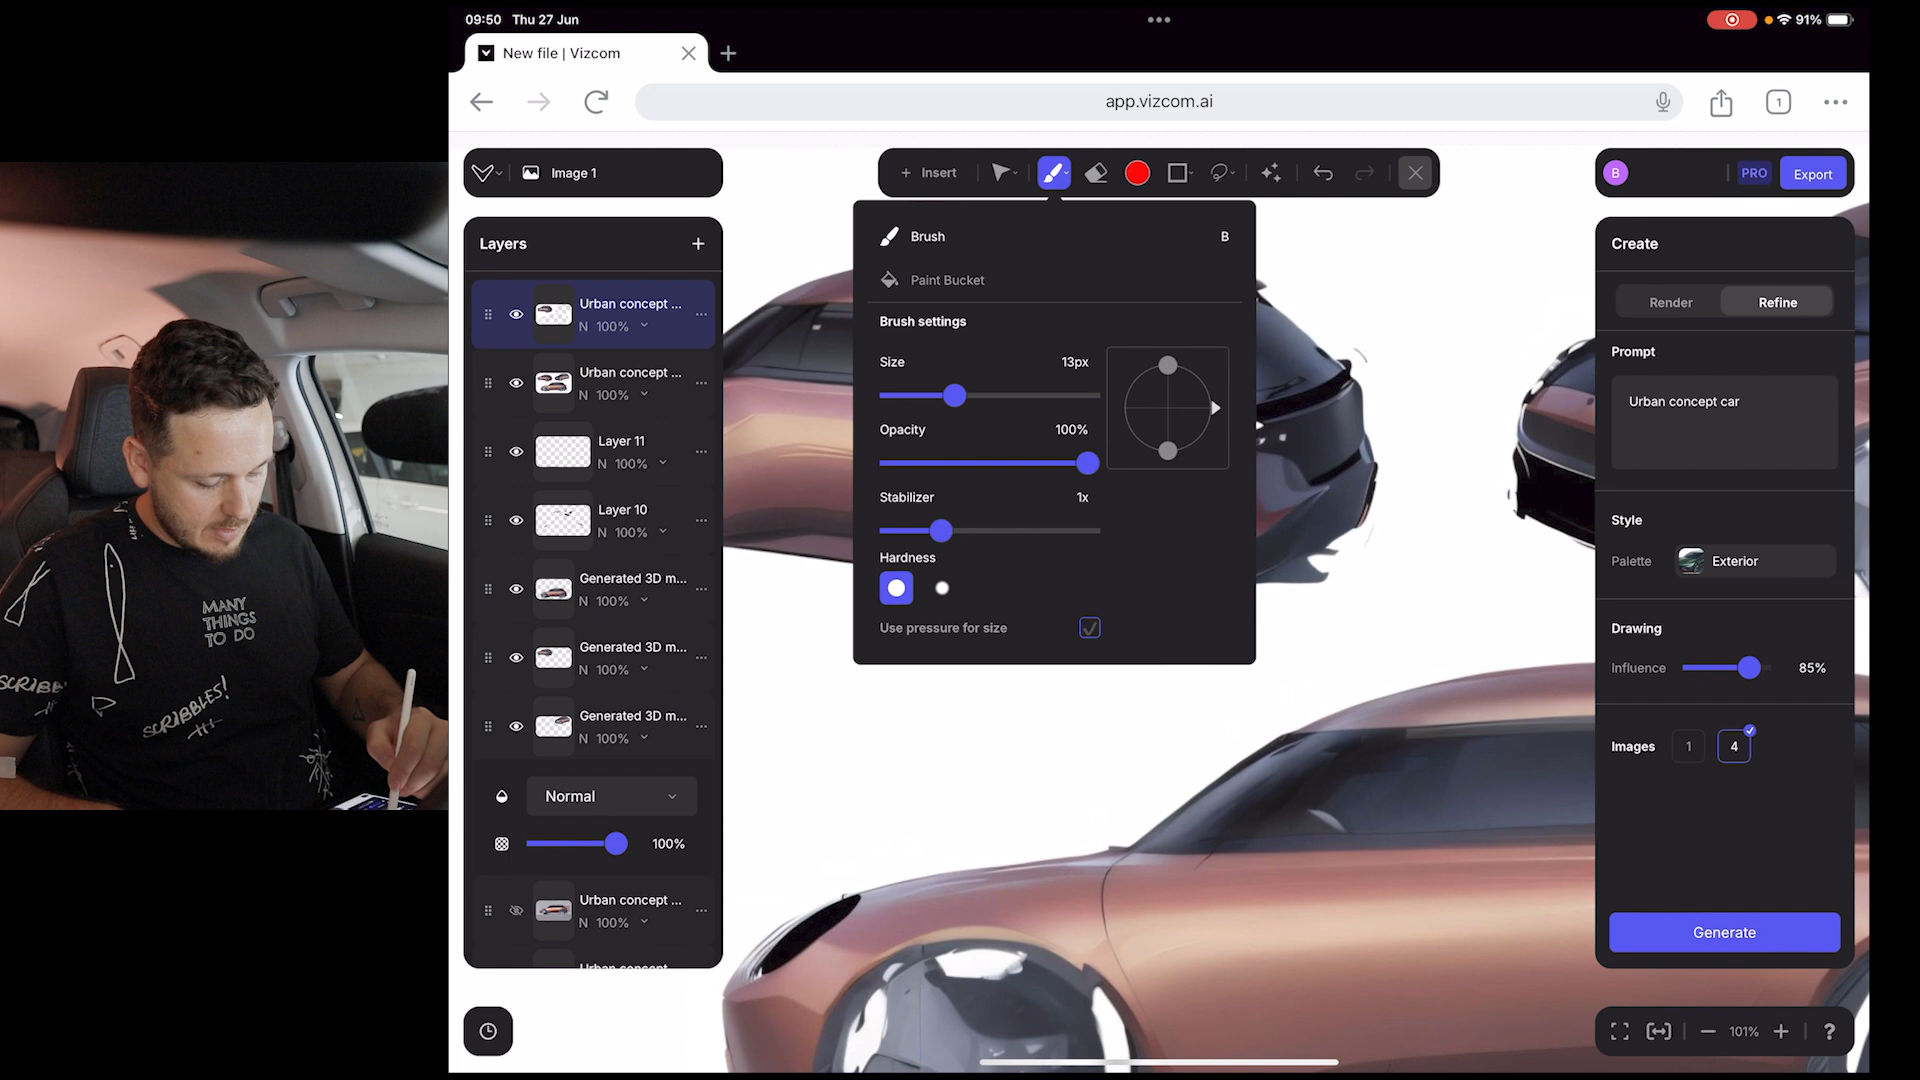 09:50 Thu 27 Jun
91%
New file | Vizcom
app.vizcom.ai
1
Image 1
Insert
B
PRO
Export
Layers
Urban concept ...
N 100%
Urban concept ...
N 100%
Layer 11
N 100%
Layer 10
N 100%
Generated 3D m...
N 100%
Generated 3D m...
N 100%
Generated 3D m...
N 100%
Normal
100%
Urban concept ...
N 100%
Urban concept
Brush B
Paint Bucket
Brush settings
Size 13px
Opacity 100%
Stabilizer 1x
Hardness
Use pressure for size
Create
Render Refine
Prompt
Urban concept car
Style
Palette Exterior
Drawing
Influence 85%
Images 1 4
Generate
101%
?
MANY
THINGS
TO DO
SCRIBBLES!